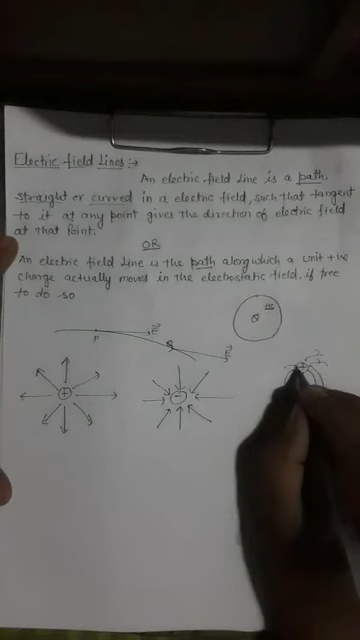 Electric field Lines :→
An electric field Line is a path,
straight or curved in a electric field, such that tangent
to it at any point gives the direction of electric field
at that Point.
OR
An electric field Line is the path along which a unit +ve
charge actually moves in the electrostatic field, if free
to do so
P
E
E
+
−
+